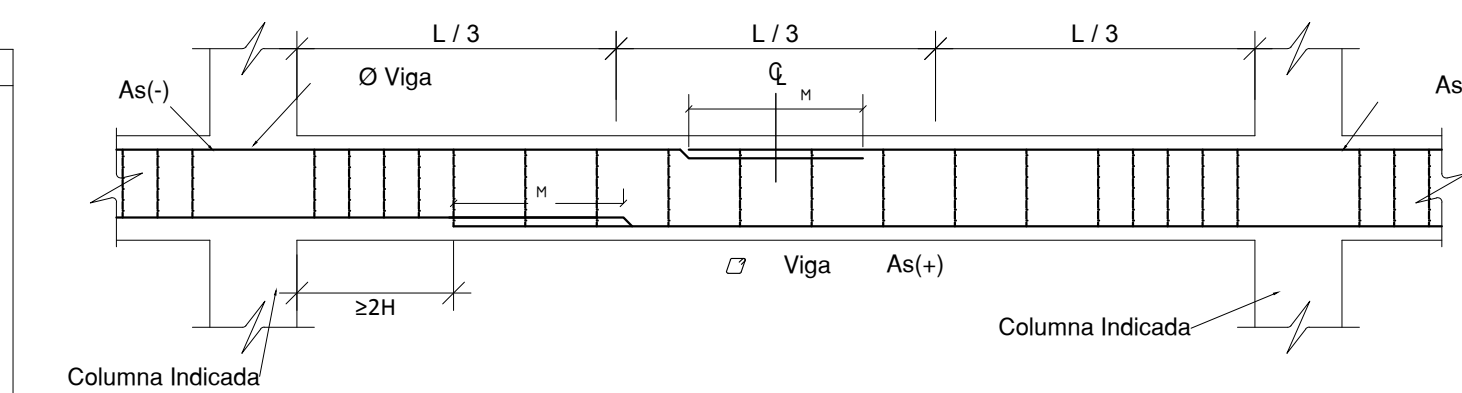 L / 3
L / 3
L / 3
Ø Viga
As(-)
As
M
M
Viga As(+)
≥2H
Columna Indicada
Columna Indicada